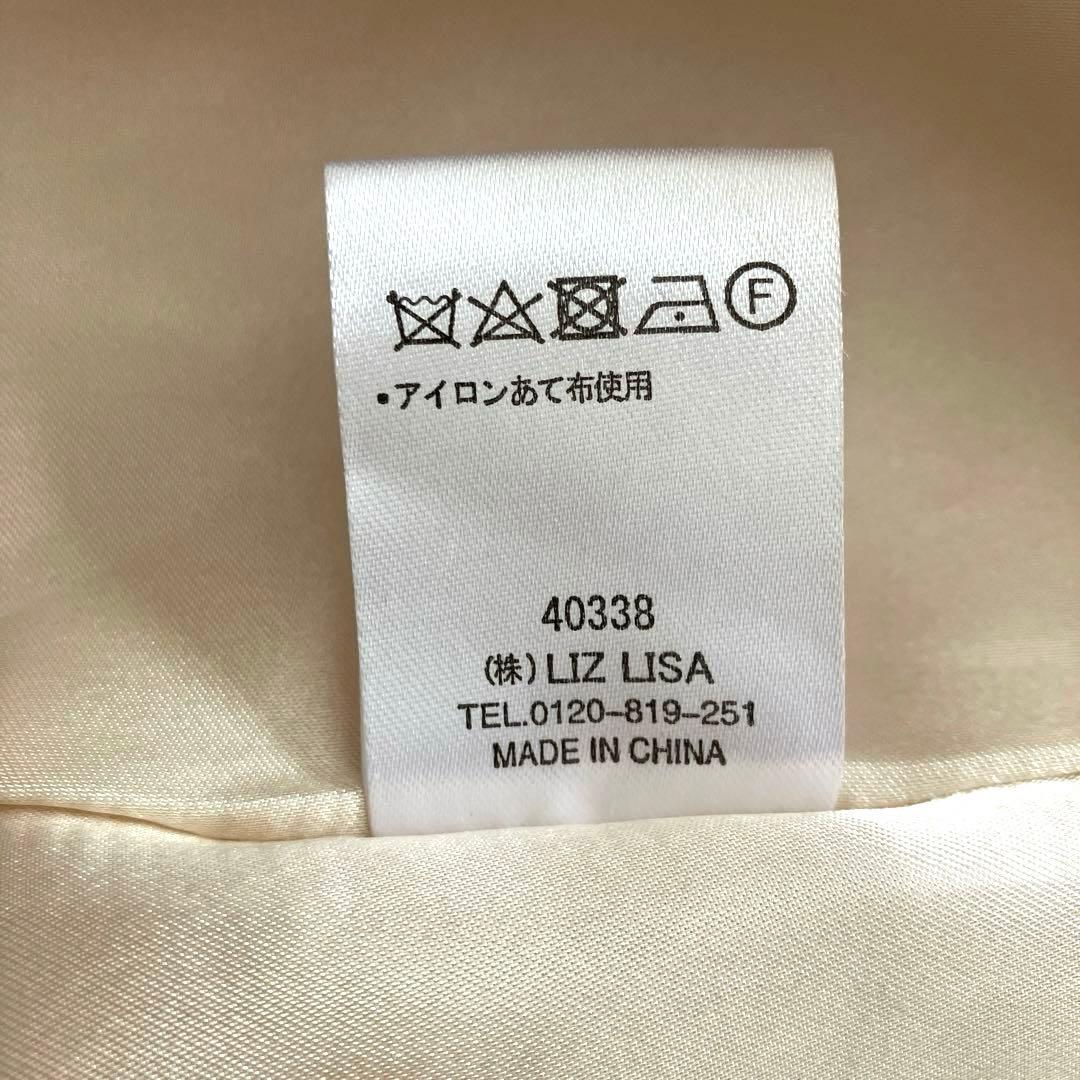 F
•アイロンあて布使用
40338
(株) LIZ LISA
TEL.0120-819-251
MADE IN CHINA